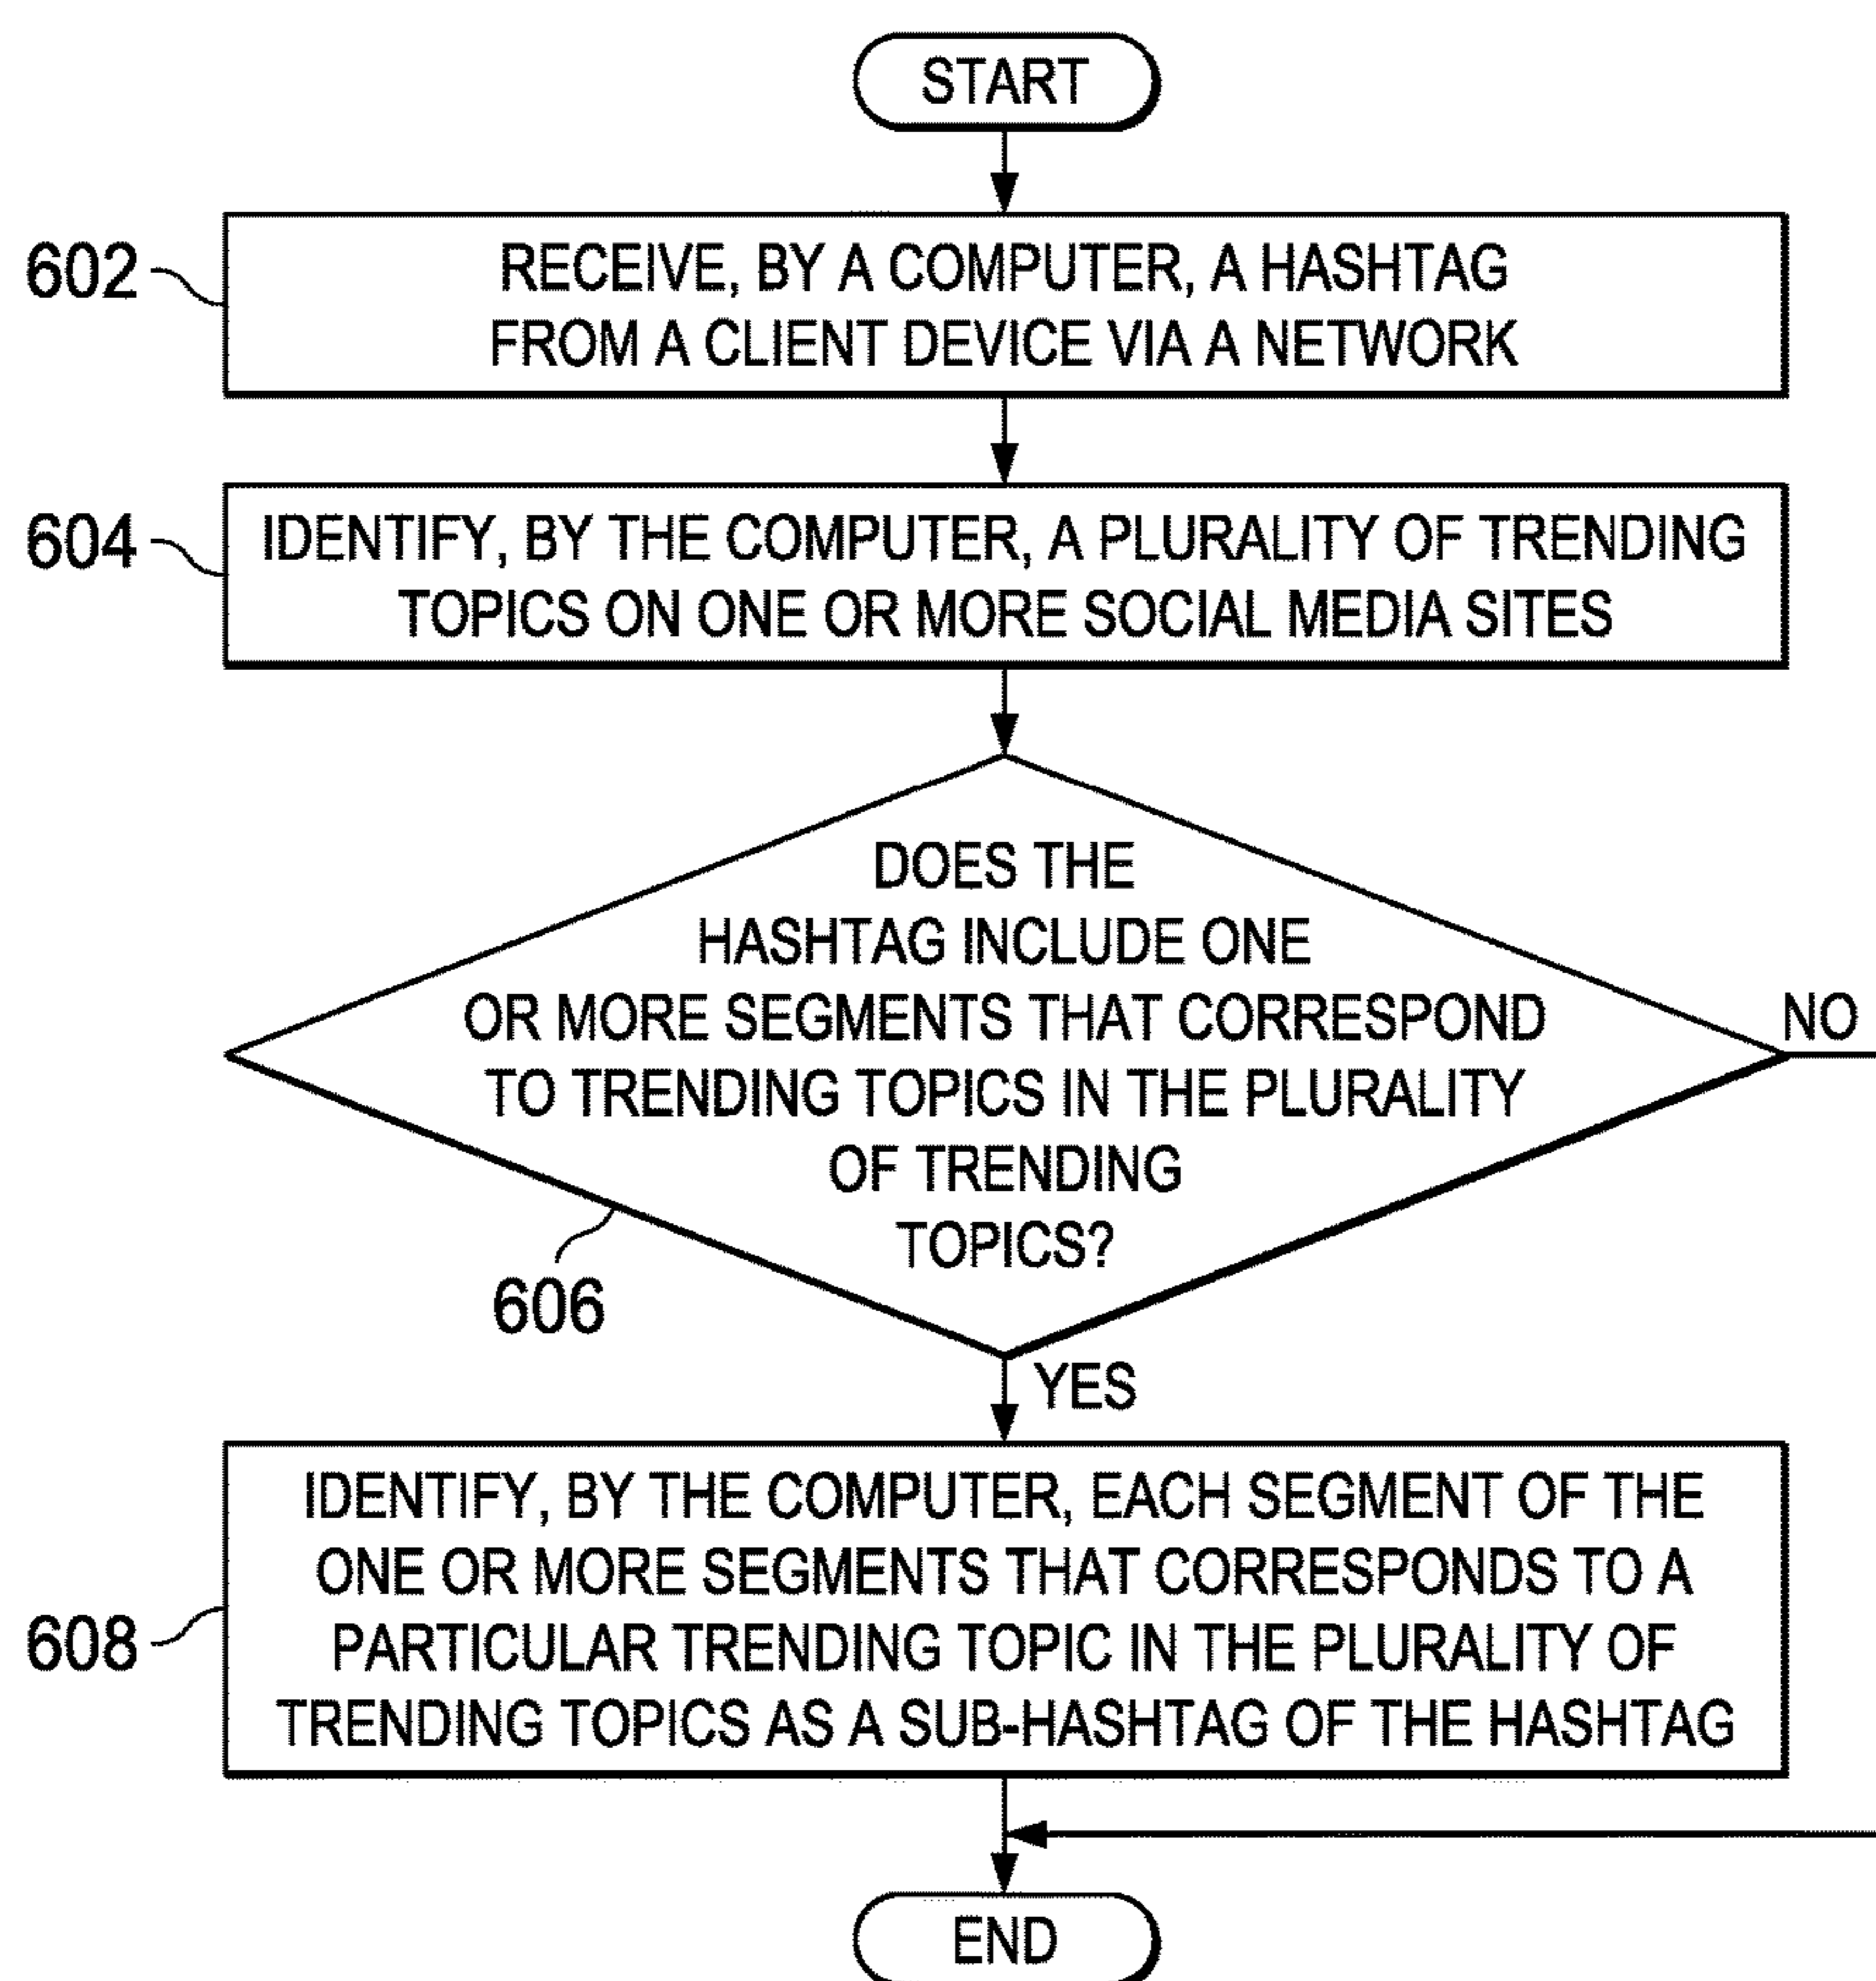 START
602
RECEIVE, BY A COMPUTER, A HASHTAG
FROM A CLIENT DEVICE VIA A NETWORK
604
IDENTIFY, BY THE COMPUTER, A PLURALITY OF TRENDING
TOPICS ON ONE OR MORE SOCIAL MEDIA SITES
DOES THE
HASHTAG INCLUDE ONE
OR MORE SEGMENTS THAT CORRESPOND
TO TRENDING TOPICS IN THE PLURALITY
OF TRENDING
TOPICS?
NO
606
YES
608
IDENTIFY, BY THE COMPUTER, EACH SEGMENT OF THE
ONE OR MORE SEGMENTS THAT CORRESPONDS TO A
PARTICULAR TRENDING TOPIC IN THE PLURALITY OF
TRENDING TOPICS AS A SUB-HASHTAG OF THE HASHTAG
END